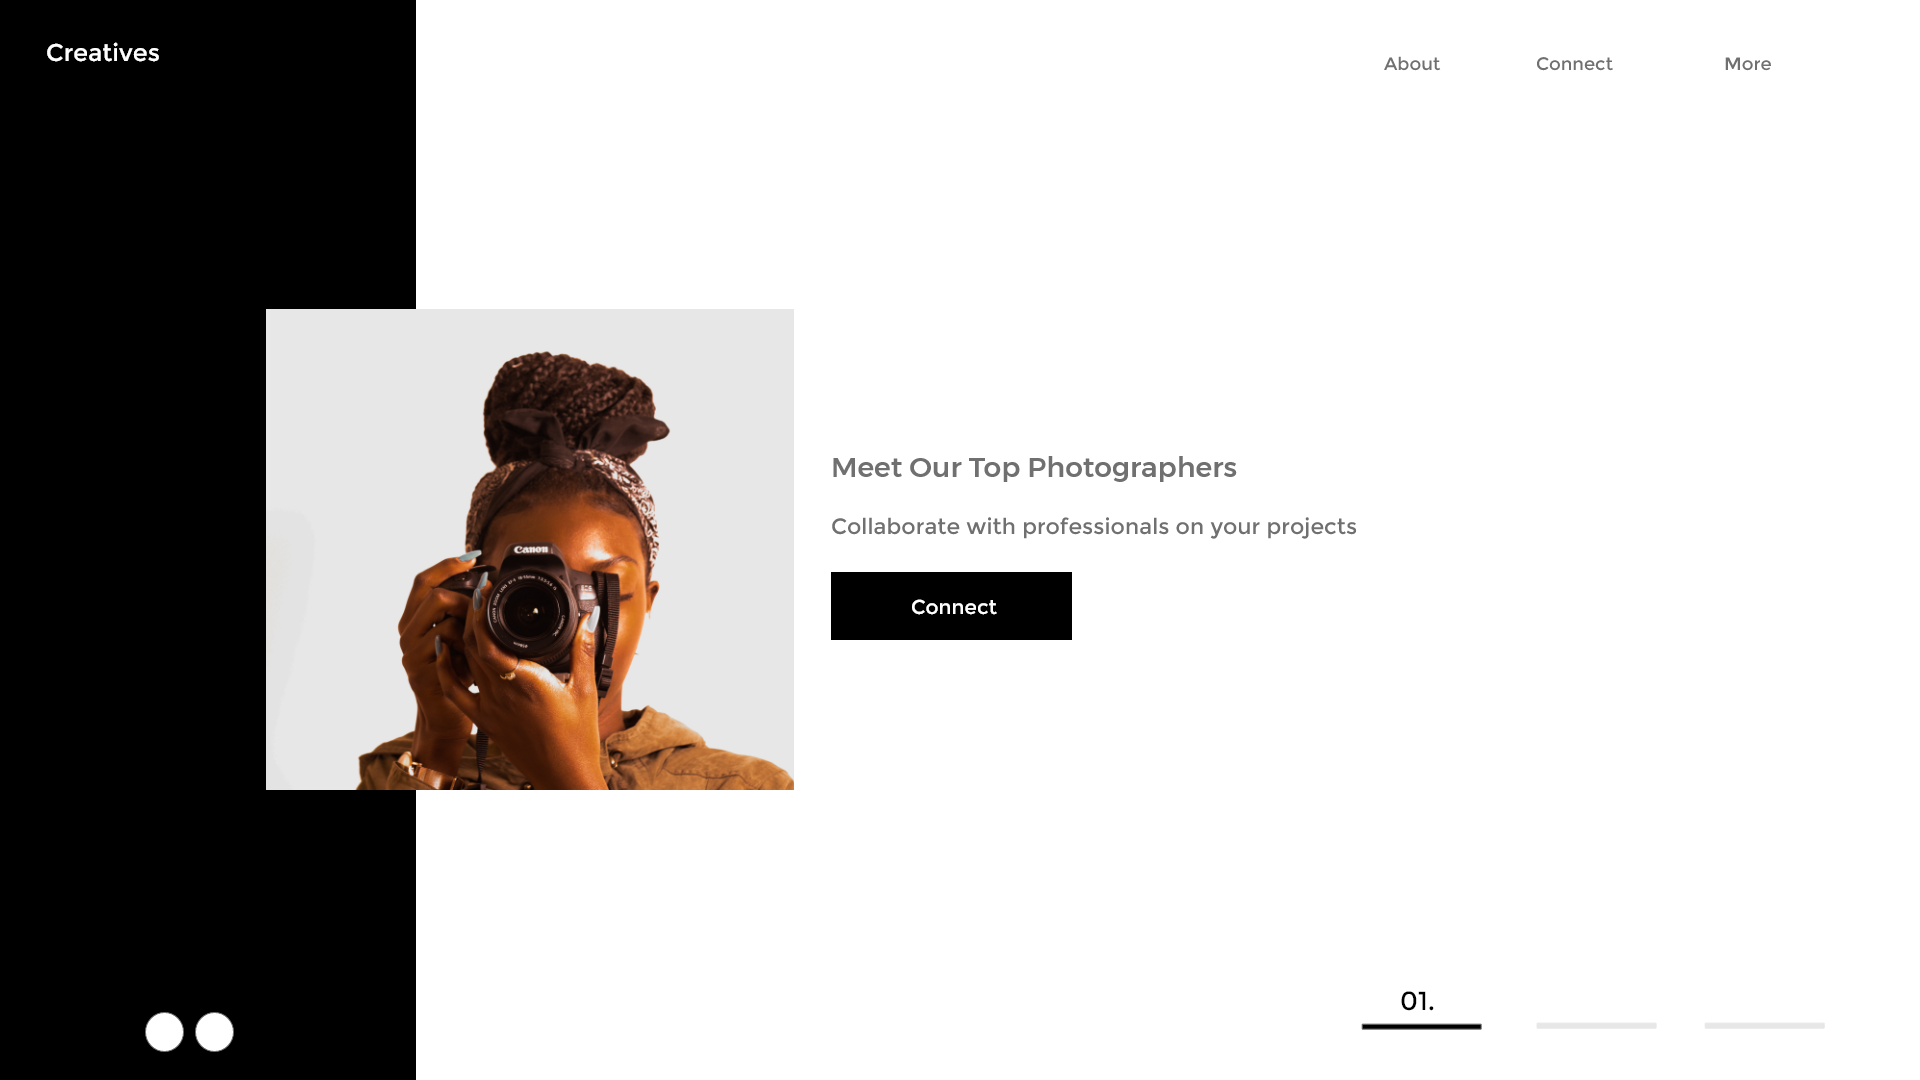 Creatives
About
Connect
More
Canon
Meet Our Top Photographers
Collaborate with professionals on your projects
Connect
01.